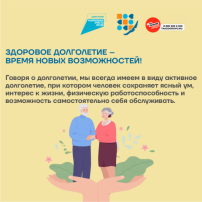 ЗДОРОВОЕ ДОЛГОЛЕТИЕ –
ВРЕМЯ НОВЫХ ВОЗМОЖНОСТЕЙ!
Говоря о долголетии, мы всегда имеем в виду активное
долголетие, при котором человек сохраняет ясный ум,
интерес к жизни, физическую работоспособность и
возможность самостоятельно себя обслуживать.